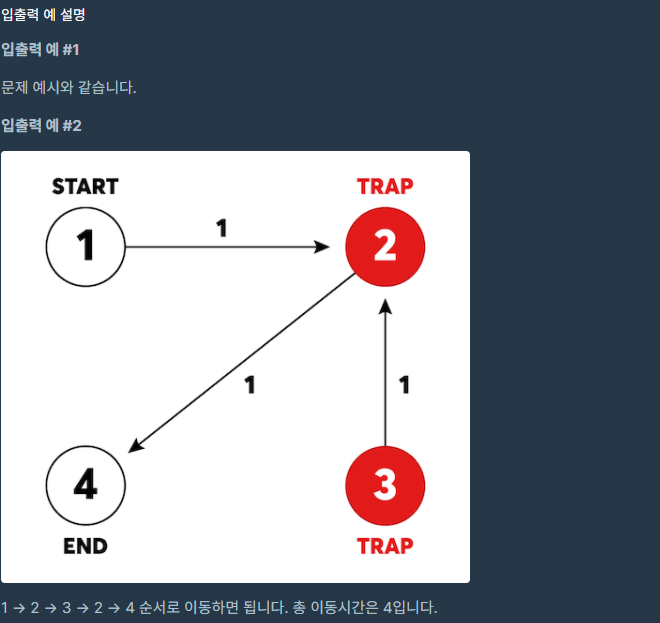 입출력 예 설명
입출력 예 #1
문제 예시와 같습니다.
입출력 예 #2
START
TRAP
1
1
2
1
1
4
3
END
TRAP
1 → 2 → 3 → 2 → 4 순서로 이동하면 됩니다. 총 이동시간은 4입니다.